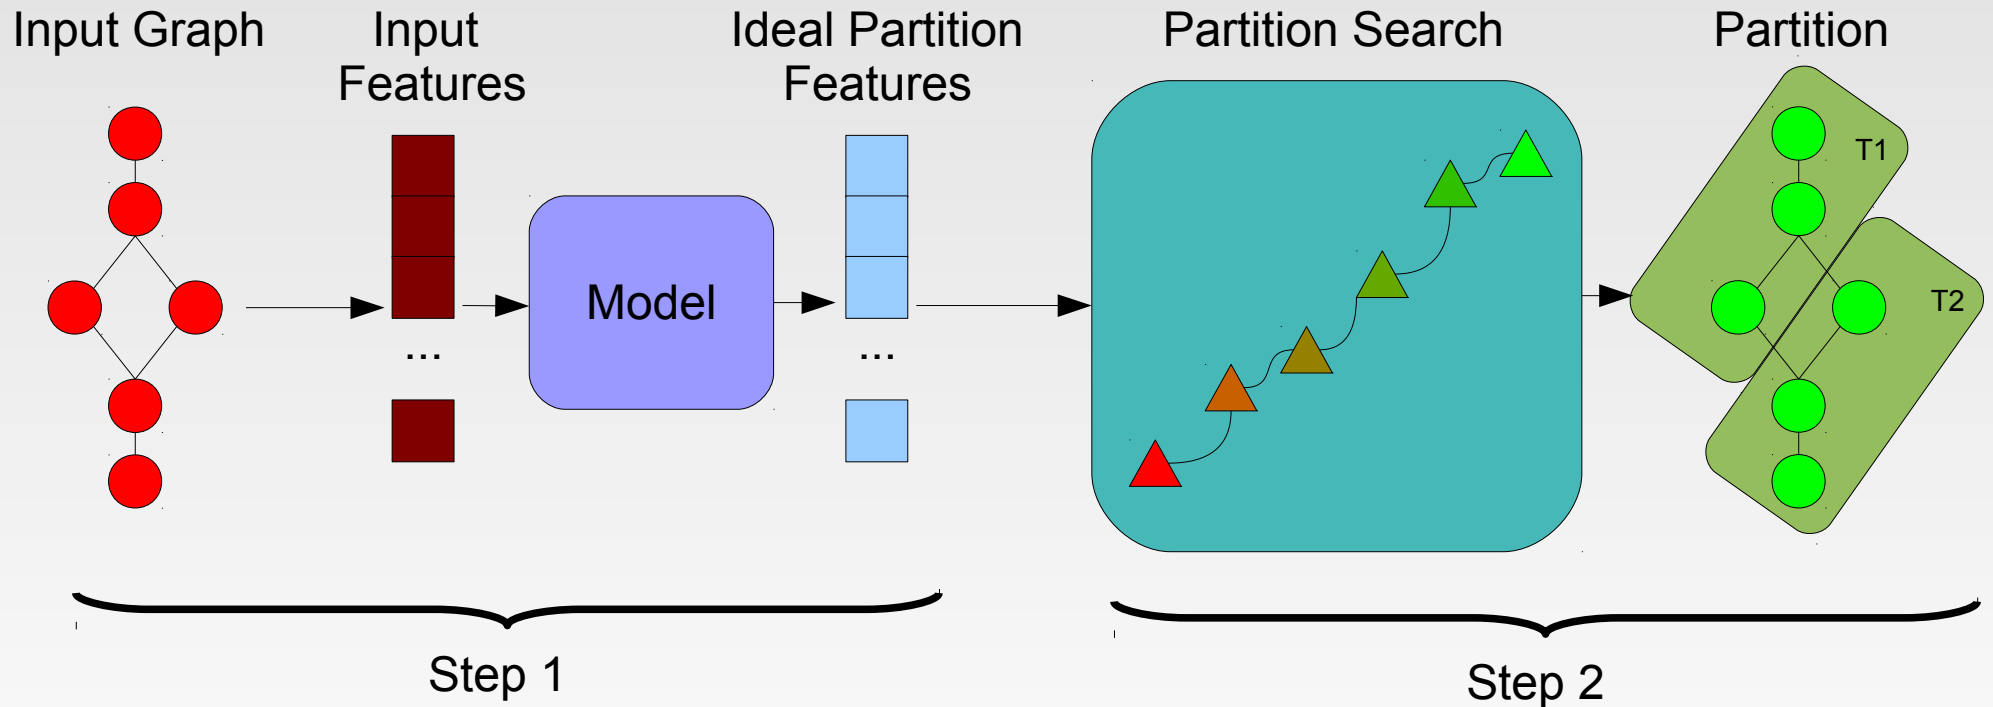 Input Graph
Input
Features
Ideal Partition
Features
Partition Search
Partition
T1
T2
Model
...
...
Step 1
Step 2